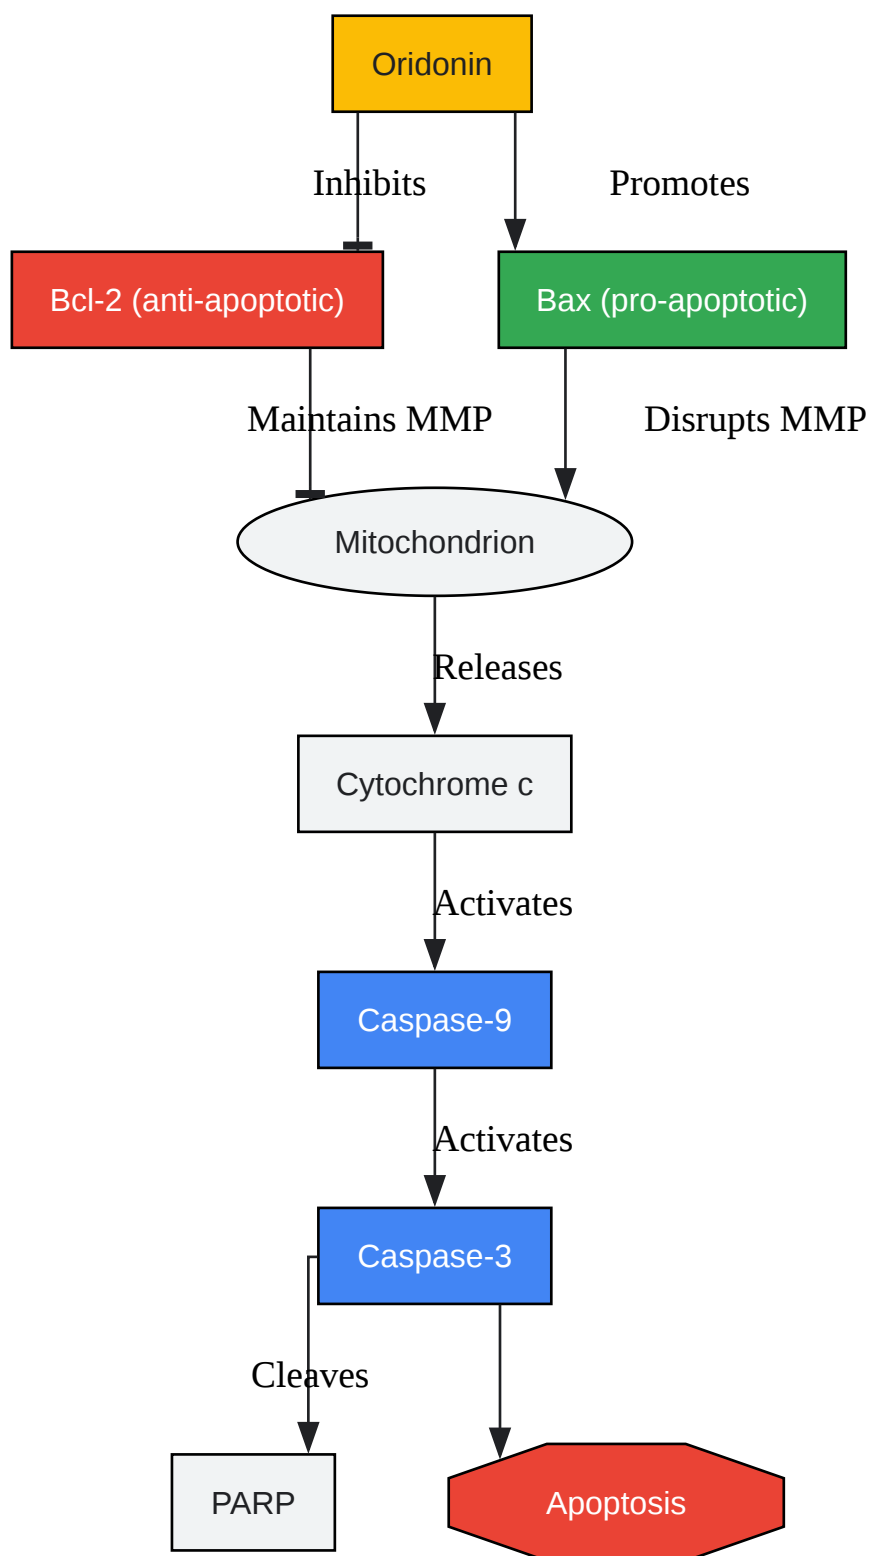 Oridonin
Inhibits
Promotes
Bcl-2 (anti-apoptotic)
Bax (pro-apoptotic)
Maintains MMP
Disrupts MMP
Mitochondrion
Releases
Cytochrome c
Activates
Caspase-9
Activates
Caspase-3
Cleaves
PARP
Apoptosis